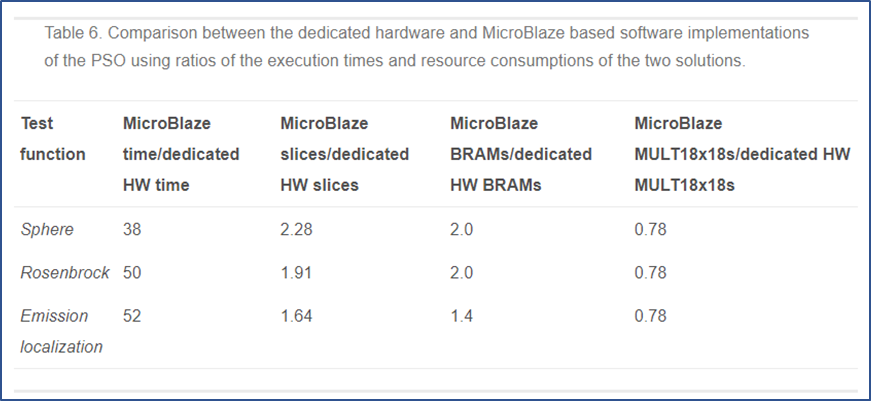 Table 6. Comparison between the dedicated hardware and MicroBlaze based software implementations
of the PSO using ratios of the execution times and resource consumptions of the two solutions.
Test function MicroBlaze time/dedicated HW time MicroBlaze slices/dedicated HW slices MicroBlaze BRAMs/dedicated HW BRAMs MicroBlaze MULT18x18s/dedicated HW MULT18x18s
Sphere 38 2.28 2.0 0.78
Rosenbrock 50 1.91 2.0 0.78
Emission localization 52 1.64 1.4 0.78